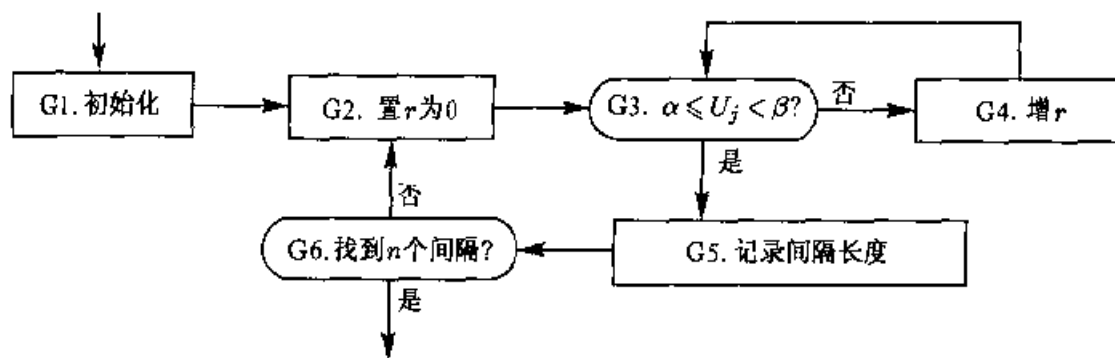 G1. 初始化
G2. 置r为0
G3. α⩽U_j<β?
否
G4. 增r
是
否
G6. 找到n个间隔?
G5. 记录间隔长度
是